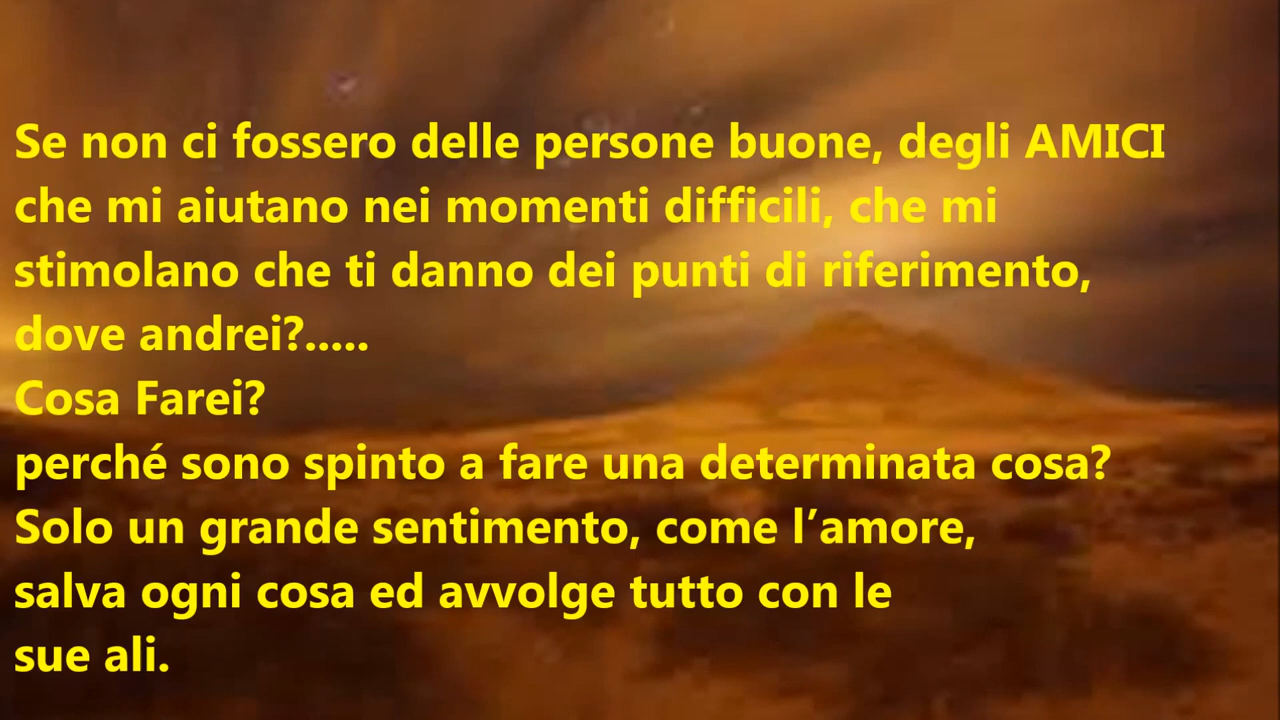 Se non ci fossero delle persone buone, degli AMICI
che mi aiutano nei momenti difficili, che mi
stimolano che ti danno dei punti di riferimento,
dove andrei?.....
Cosa Farei?
perché sono spinto a fare una determinata cosa?
Solo un grande sentimento, come l’amore,
salva ogni cosa ed avvolge tutto con le
sue ali.